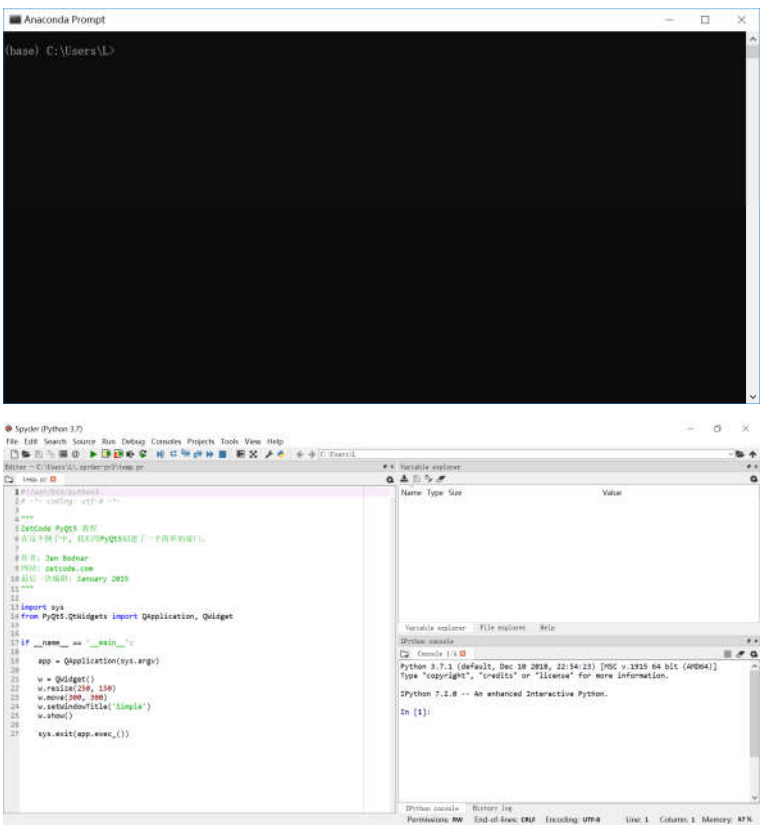 Anaconda Prompt
(base) C:\Users\L>
Spyder (Python 3.7)
File Edit Search Source Run Debug Consoles Projects Tools View Help
C:\Users\L
Editor - C:\Users\L\.spyder-py3\temp.py
Variable explorer
temp.py
Name Type Size Value
1 #!/usr/bin/python3
2 # -*- coding: utf-8 -*-
3
4 """
5 ZetCode PyQt5 教程
6 在这个例子中, 我们用PyQt5创建了一个简单的窗口。
7
8 作者: Jan Bodnar
9 网站: zetcode.com
10 最后一次编辑: January 2015
11 """
12
13 import sys
14 from PyQt5.QtWidgets import QApplication, QWidget
15
16
17 if __name__ == '__main__':
18
19 app = QApplication(sys.argv)
20
21 w = QWidget()
22 w.resize(250, 150)
23 w.move(300, 300)
24 w.setWindowTitle('Simple')
25 w.show()
26
27 sys.exit(app.exec_())
Variable explorer File explorer Help
IPython console
Console 1/A
Python 3.7.1 (default, Dec 10 2018, 22:54:23) [MSC v.1915 64 bit (AMD64)]
Type "copyright", "credits" or "license" for more information.
IPython 7.2.0 -- An enhanced Interactive Python.
In [1]:
IPython console History log
Permissions: RW End-of-lines: CRLF Encoding: UTF-8 Line: 1 Column: 1 Memory: 67 %